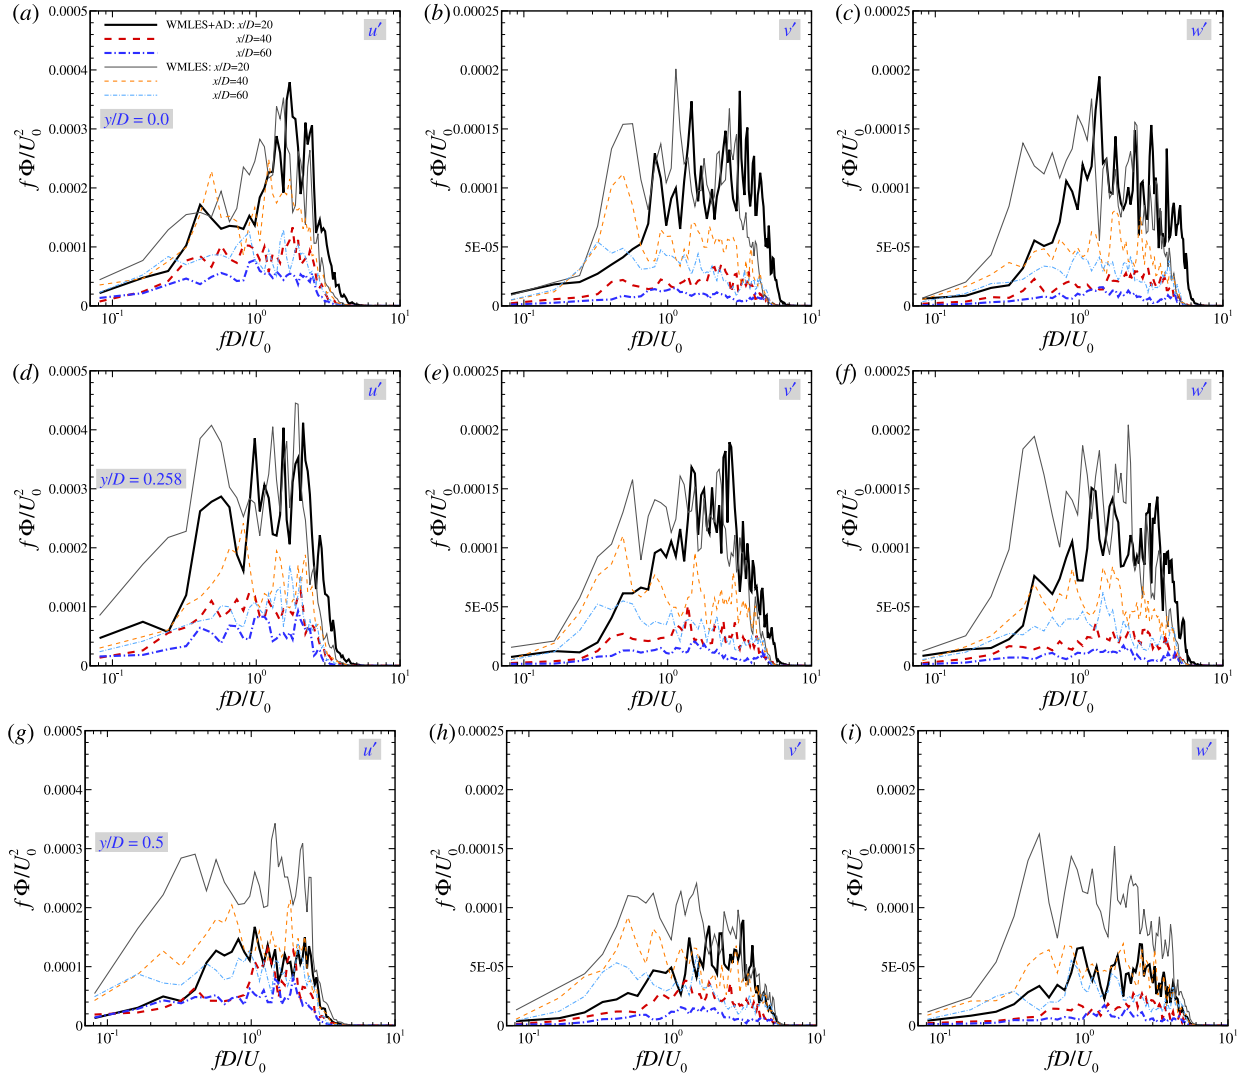 (a) 0.0005 (b) 0.00025 (c) 0.00025
WMLES+AD: x/D=20 u′ v′ w′
x/D=40
x/D=60
WMLES: x/D=20
x/D=40
x/D=60
y/D = 0.0
0.0004 0.0002 0.0002
0.0003 0.00015 0.00015
f Φ/U₀² f Φ/U₀² f Φ/U₀²
0.0002 0.0001 0.0001
0.0001 5E-05 5E-05
0 0 0
10⁻¹ 10⁰ 10¹ 10⁻¹ 10⁰ 10¹ 10⁻¹ 10⁰ 10¹
fD/U₀ fD/U₀ fD/U₀
(d) 0.0005 (e) 0.00025 (f) 0.00025
u′ v′ w′
0.0004 0.0002 0.0002
y/D = 0.258
0.0003 0.00015 0.00015
f Φ/U₀² f Φ/U₀² f Φ/U₀²
0.0002 0.0001 0.0001
0.0001 5E-05 5E-05
0 0 0
10⁻¹ 10⁰ 10¹ 10⁻¹ 10⁰ 10¹ 10⁻¹ 10⁰ 10¹
fD/U₀ fD/U₀ fD/U₀
(g) 0.0005 (h) 0.00025 (i) 0.00025
u′ v′ w′
0.0004 0.0002 0.0002
y/D = 0.5
0.0003 0.00015 0.00015
f Φ/U₀² f Φ/U₀² f Φ/U₀²
0.0002 0.0001 0.0001
0.0001 5E-05 5E-05
0 0 0
10⁻¹ 10⁰ 10¹ 10⁻¹ 10⁰ 10¹ 10⁻¹ 10⁰ 10¹
fD/U₀ fD/U₀ fD/U₀